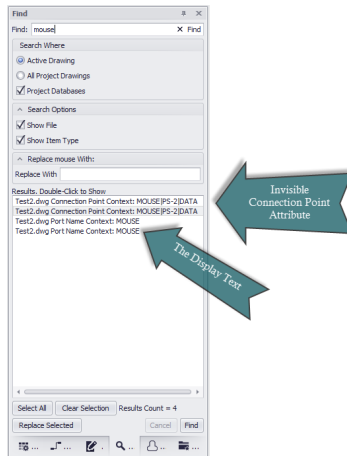 Find
Find: mouse Find
Search Where
Active Drawing
All Project Drawings
Project Databases
Search Options
Show File
Show Item Type
Replace mouse With:
Replace With
Results. Double-Click to Show
Test2.dwg Connection Point Context: MOUSE|PS-2|DATA
Test2.dwg Connection Point Context: MOUSE|PS-2|DATA
Test2.dwg Port Name Context: MOUSE
Test2.dwg Port Name Context: MOUSE
Invisible
Connection Point
Attribute
The Display Text
Select All Clear Selection Results Count = 4
Replace Selected Cancel Find